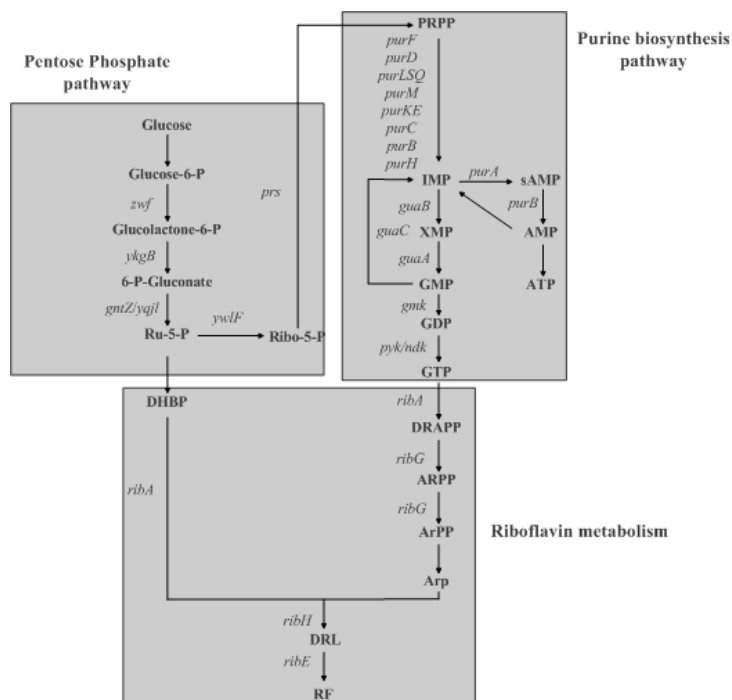 Pentose Phosphate
pathway
Glucose
Glucose-6-P
zwf
Glucolactone-6-P
ykgB
6-P-Gluconate
gntZ/yqjl
Ru-5-P
ywlF
Ribo-5-P
prs
Purine biosynthesis
pathway
PRPP
purF
purD
purLSQ
purM
purKE
purC
purB
purH
IMP
purA
sAMP
guaB
purB
guaC
XMP
AMP
guaA
GMP
ATP
gmk
GDP
pyk/ndk
GTP
DHBP
ribA
DRAPP
ribG
ARPP
ribA
ribG
ArPP
Riboflavin metabolism
Arp
ribH
DRL
ribE
RF